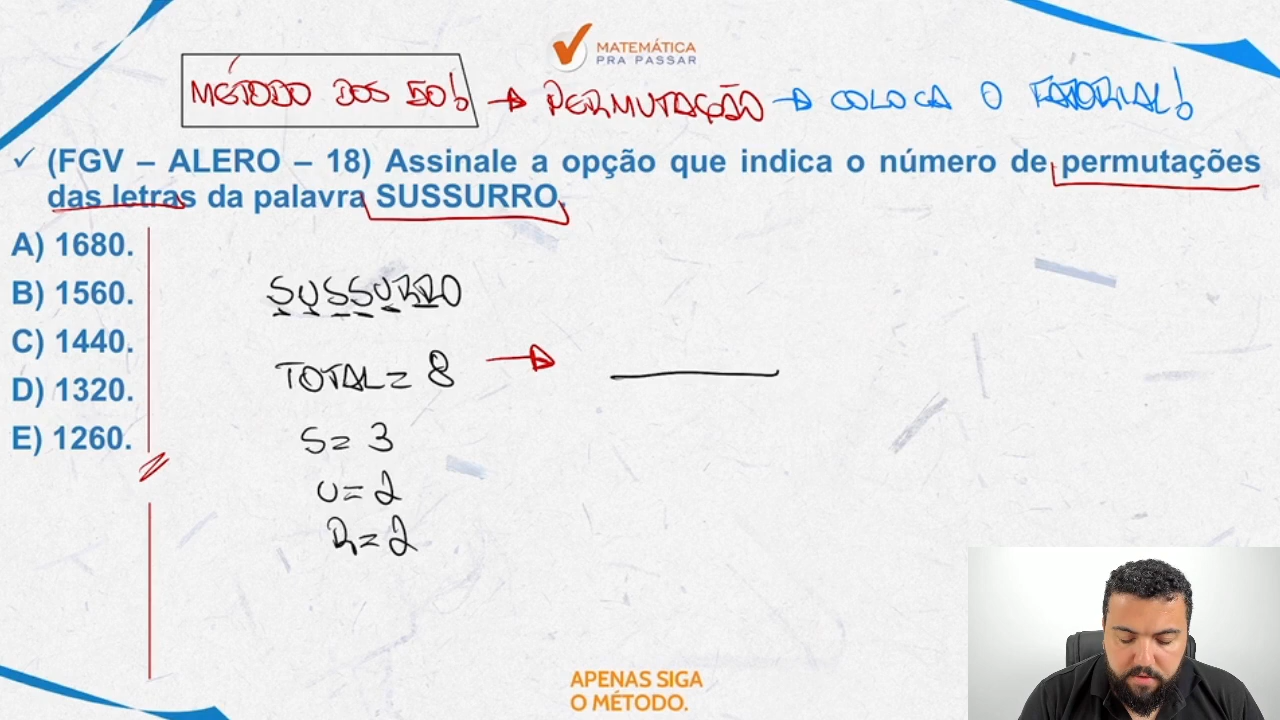 MATEMÁTICA
PRA PASSAR
MÉTODO DOS 50! → PERMUTAÇÃO → COLOCA O FATORIAL!
✓ (FGV – ALERO – 18) Assinale a opção que indica o número de permutações
das letras da palavra SUSSURRO.
A) 1680.
B) 1560.
C) 1440.
D) 1320.
E) 1260.
SUSSURRO
TOTAL = 8 →
S = 3
U = 2
R = 2
APENAS SIGA
O MÉTODO.